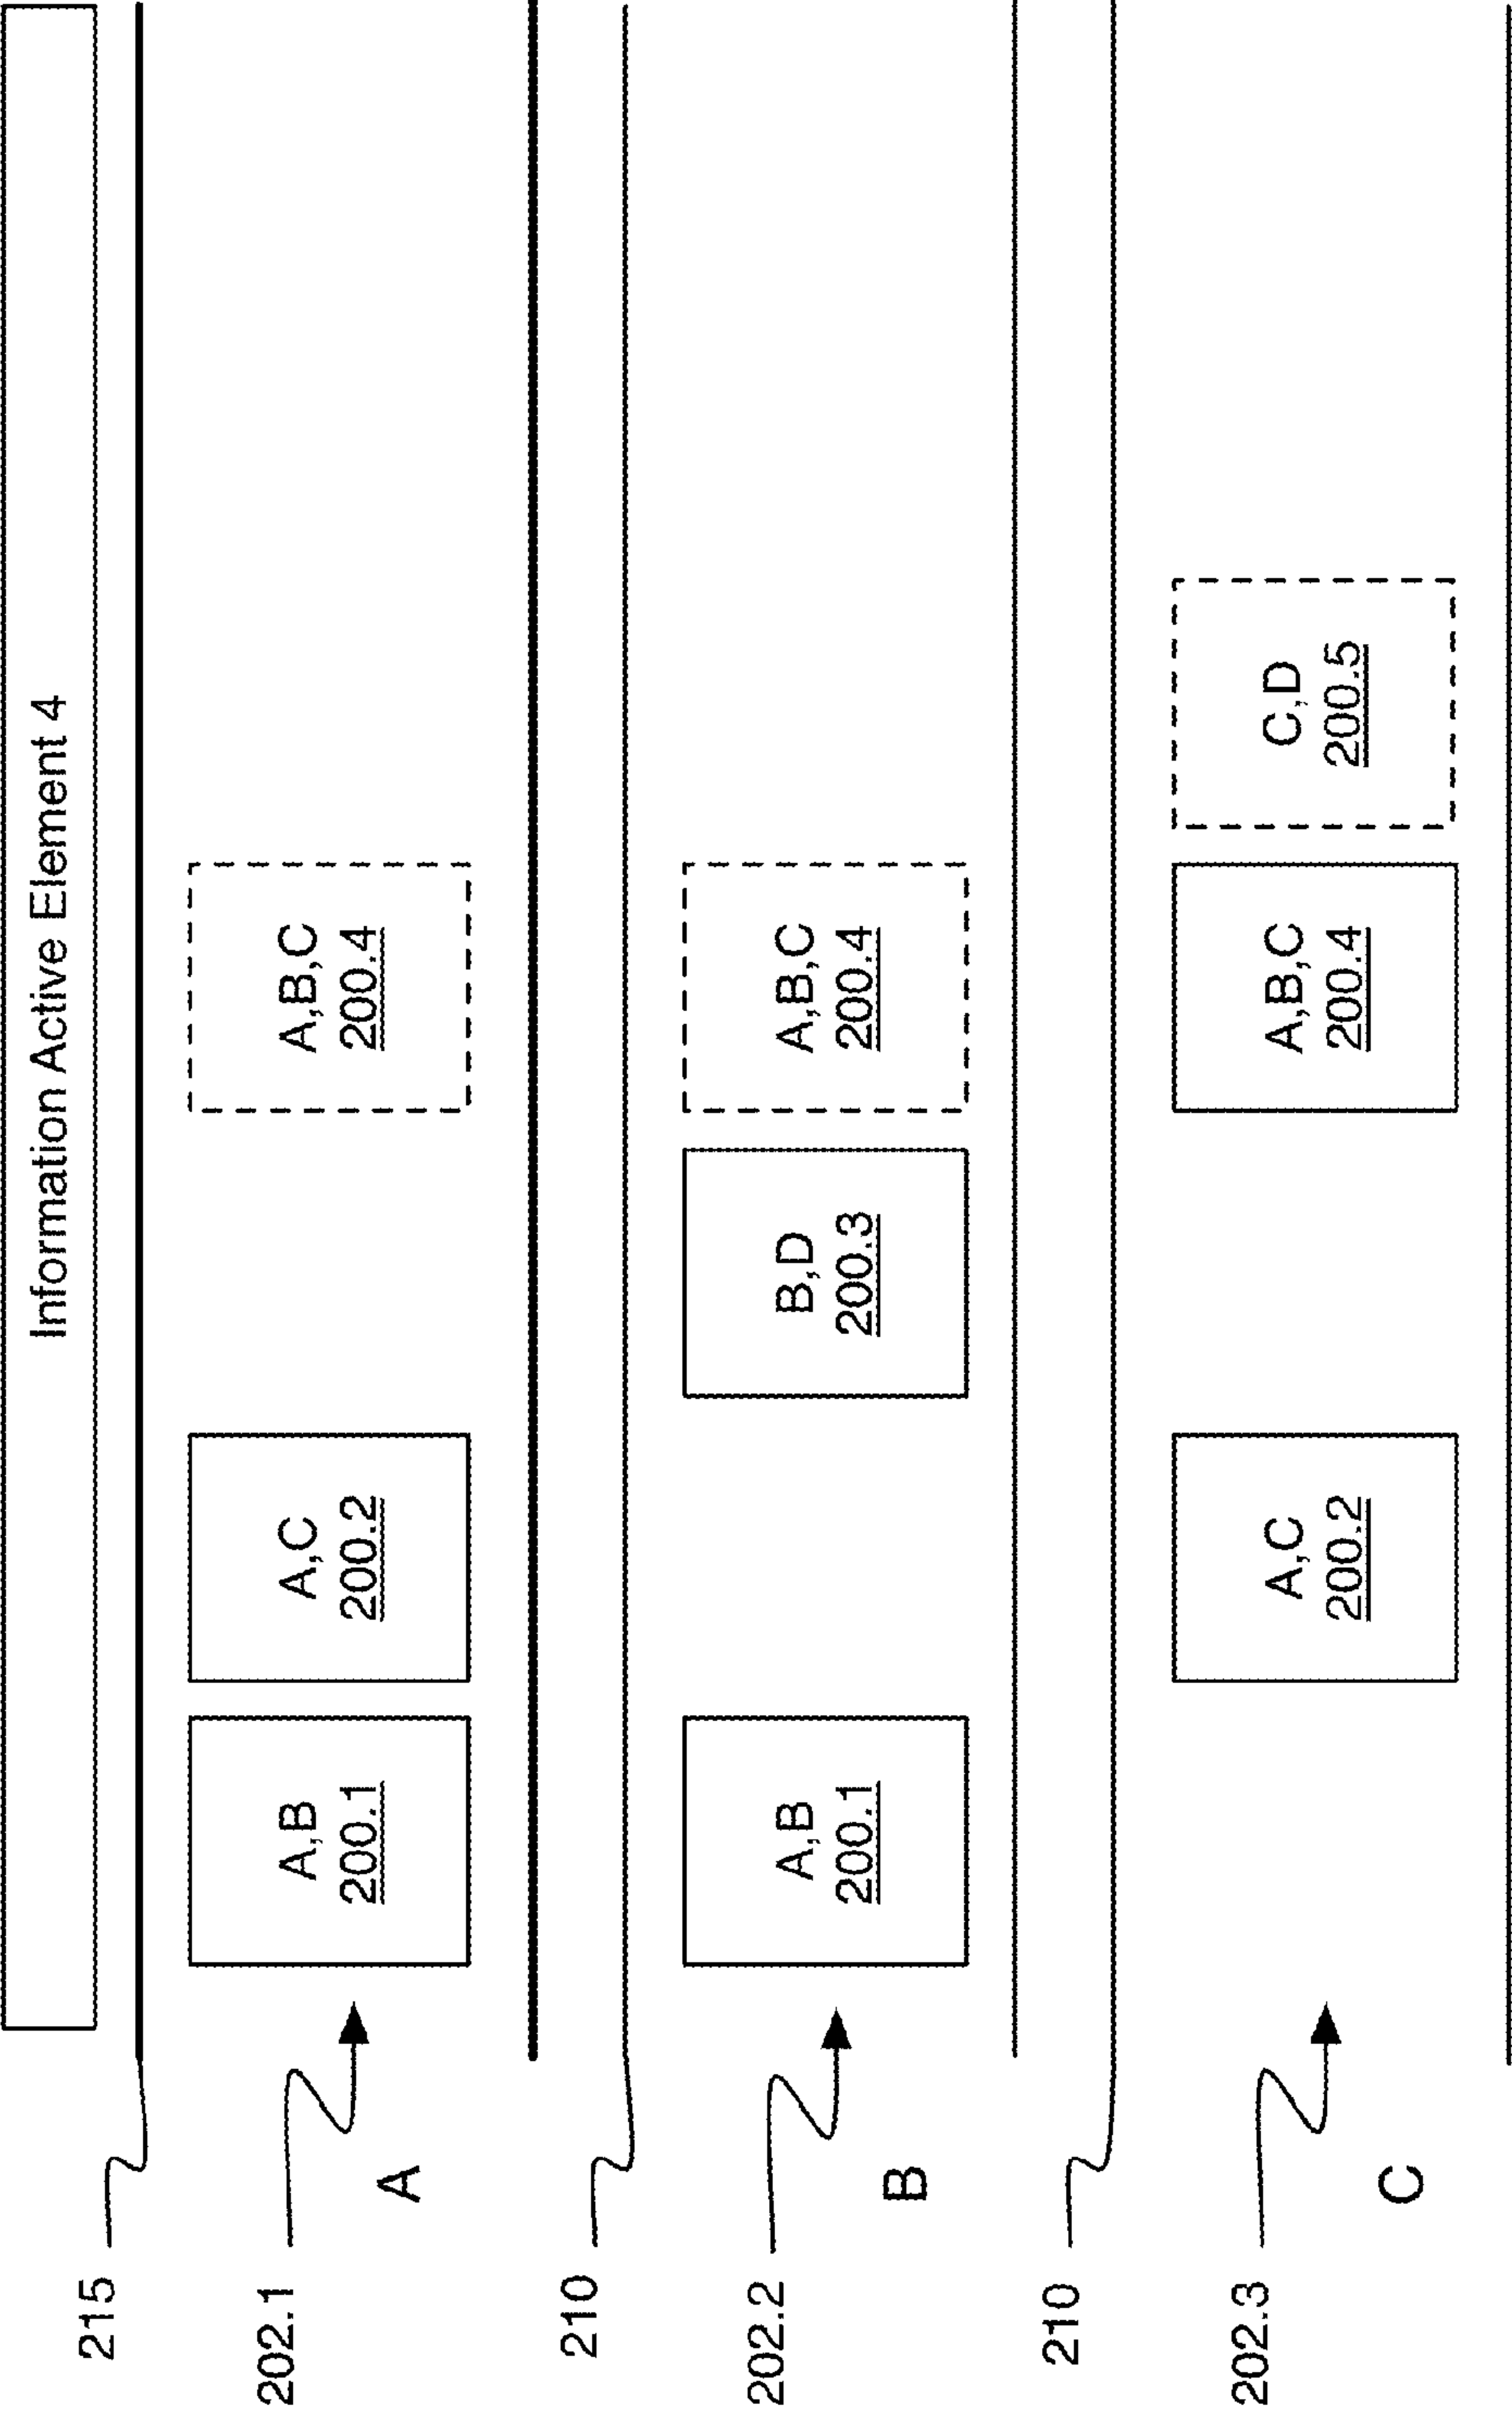 Information Active Element 4
215
202.1
A
A,B
200.1
A,C
200.2
A,B,C
200.4
210
202.2
B
A,B
200.1
B,D
200.3
A,B,C
200.4
210
202.3
C
A,C
200.2
A,B,C
200.4
C,D
200.5